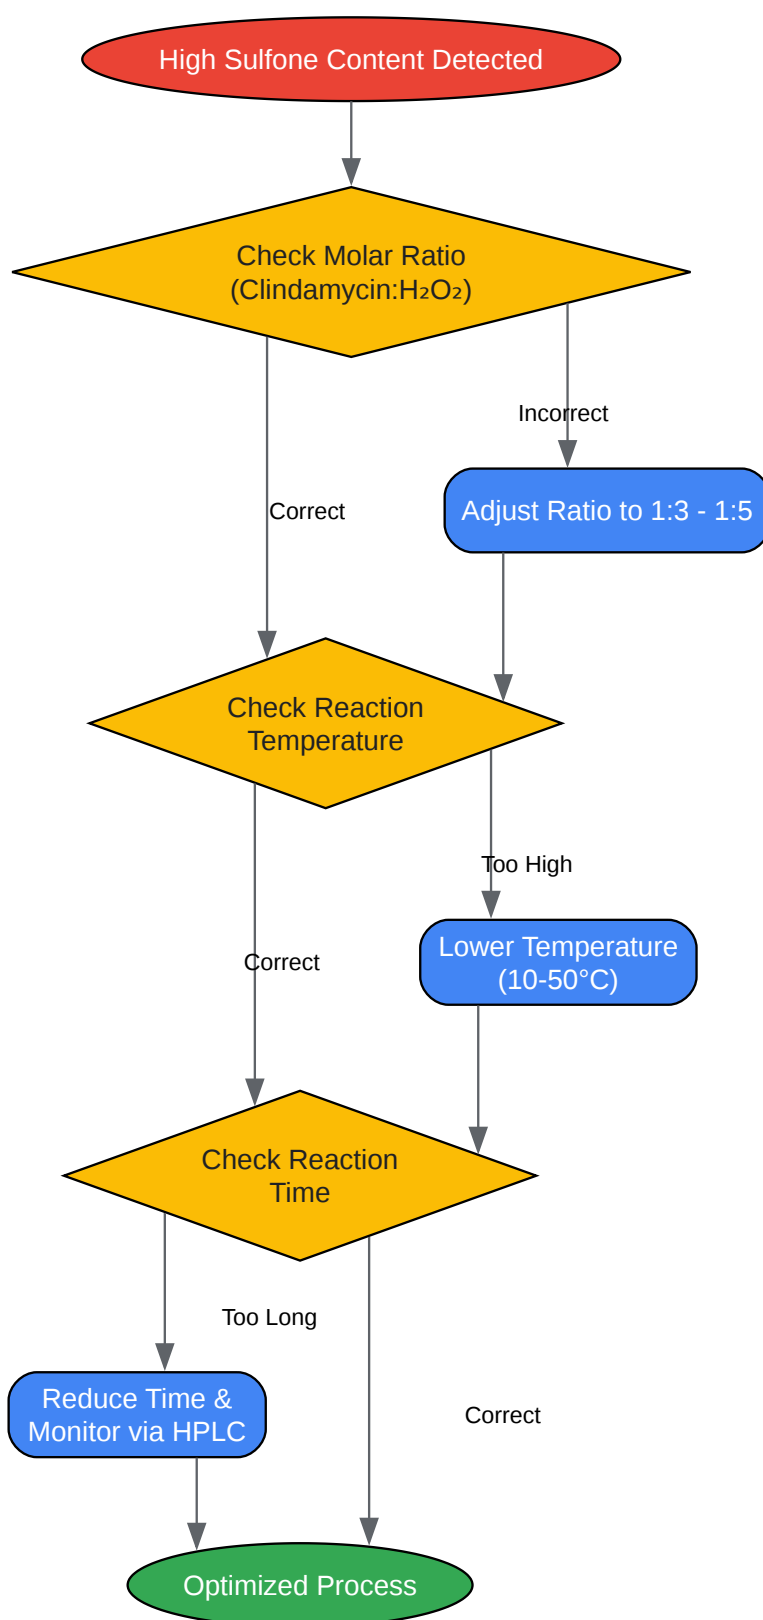 High Sulfone Content Detected
Check Molar Ratio
(Clindamycin:H₂O₂)
Incorrect
Correct
Adjust Ratio to 1:3 - 1:5
Check Reaction
Temperature
Too High
Correct
Lower Temperature
(10-50°C)
Check Reaction
Time
Too Long
Reduce Time &
Monitor via HPLC
Correct
Optimized Process